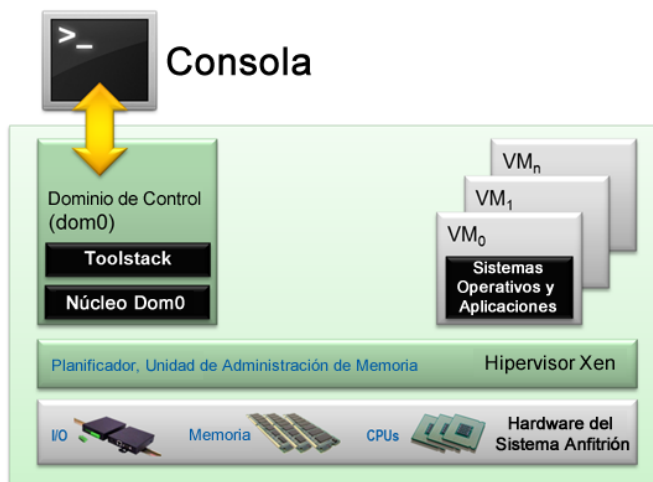 >_
Consola
Dominio de Control
(dom0)
Toolstack
Núcleo Dom0
VMn
VM1
VM0
Sistemas
Operativos y
Aplicaciones
Planificador, Unidad de Administración de Memoria
Hipervisor Xen
I/O
Memoria
CPUs
Hardware del
Sistema Anfitrión